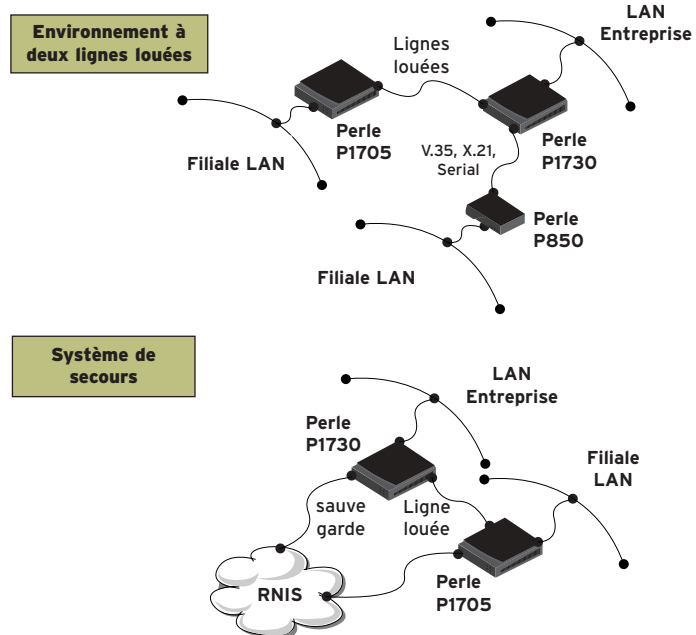 Environnement à
deux lignes louées
LAN
Entreprise
Lignes
louées
Perle
P1705
Perle
P1730
Filiale LAN
V.35, X.21,
Serial
Perle
P850
Filiale LAN
Système de
secours
LAN
Entreprise
Perle
P1730
Filiale
LAN
sauve
garde
Ligne
louée
RNIS
Perle
P1705